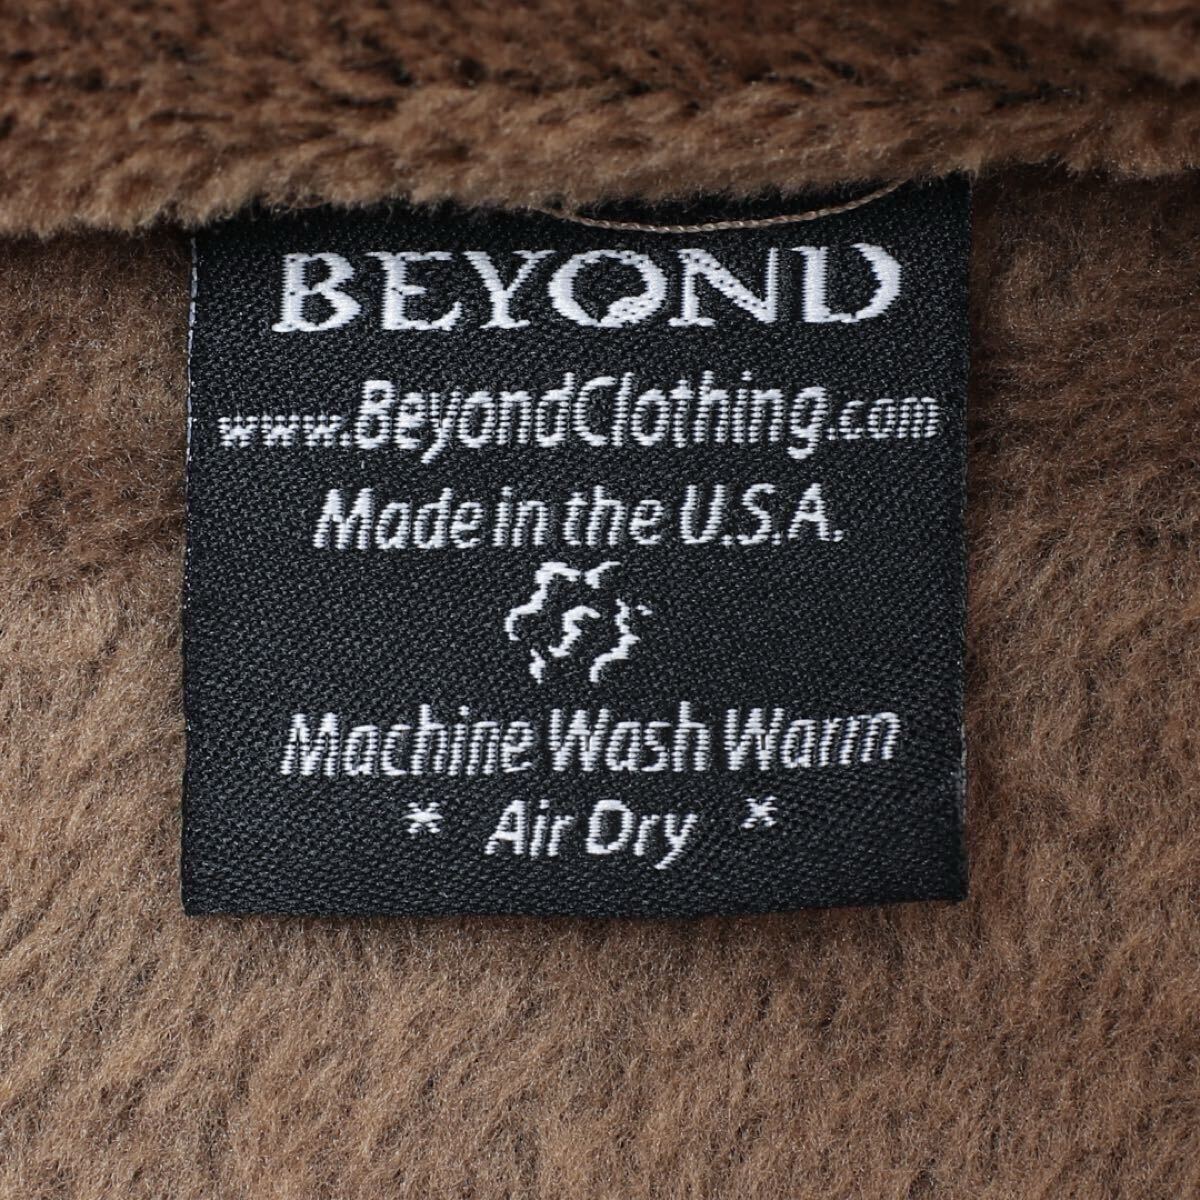 BEYOND
www.BeyondClothing.com
Made in the U.S.A.
Machine Wash Warm
* Air Dry *